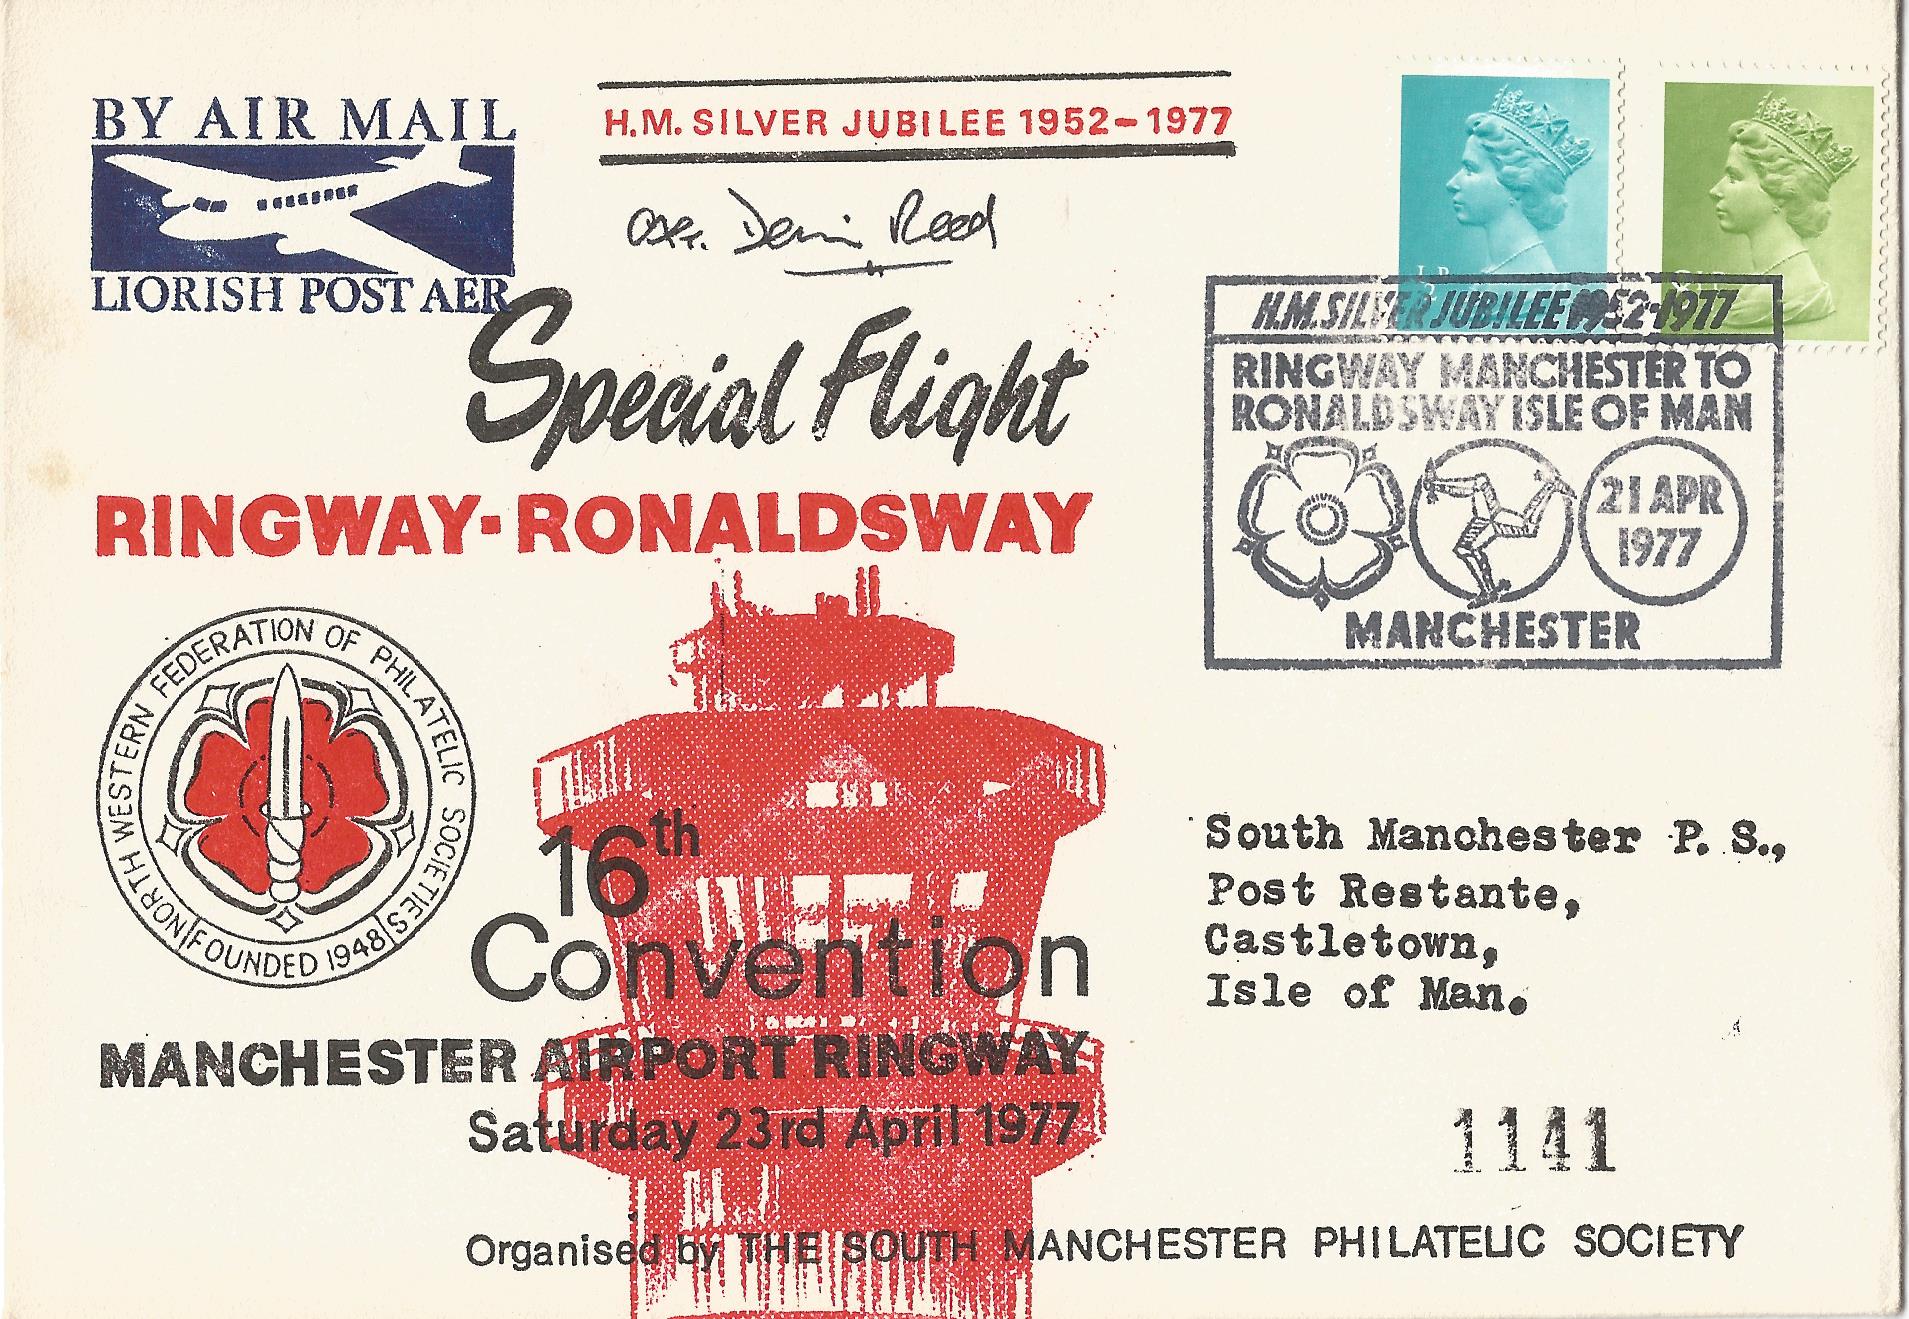 BY AIR MAIL
LIORISH POST AER
H.M. SILVER JUBILEE 1952-1977
Reed
H.M. SILVER JUBILEE 1952-1977
RINGWAY MANCHESTER TO
RONALDSWAY ISLE OF MAN
21 APR
1977
MANCHESTER
Special Flight
RINGWAY-RONALDSWAY
NORTH WESTERN FEDERATION OF PHILATELIC SOCIETIES
FOUNDED 1948
16th
Convention
MANCHESTER AIRPORT RINGWAY
Saturday 23rd April 1977
South Manchester P. S.,
Post Restante,
Castletown,
Isle of Man.
1141
Organised by THE SOUTH MANCHESTER PHILATELIC SOCIETY